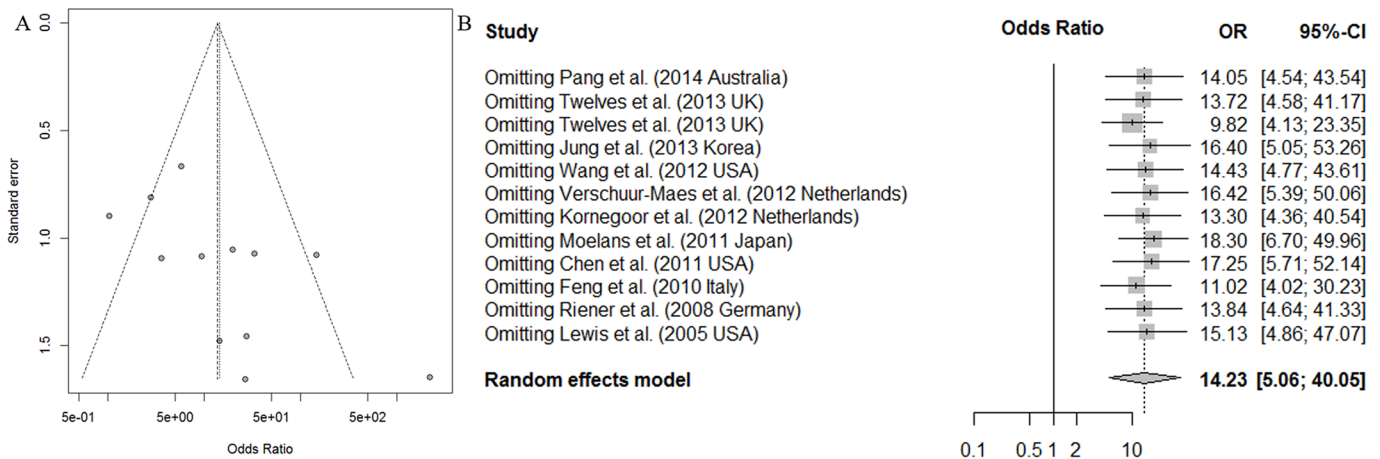 A
0.0
0.5
1.0
1.5
Standard error
5e-01
5e+00
5e+01
5e+02
Odds Ratio
B
Study Odds Ratio OR 95%-CI
Omitting Pang et al. (2014 Australia) 14.05 [4.54; 43.54]
Omitting Twelves et al. (2013 UK) 13.72 [4.58; 41.17]
Omitting Twelves et al. (2013 UK) 9.82 [4.13; 23.35]
Omitting Jung et al. (2013 Korea) 16.40 [5.05; 53.26]
Omitting Wang et al. (2012 USA) 14.43 [4.77; 43.61]
Omitting Verschuur-Maes et al. (2012 Netherlands) 16.42 [5.39; 50.06]
Omitting Kornegoor et al. (2012 Netherlands) 13.30 [4.36; 40.54]
Omitting Moelans et al. (2011 Japan) 18.30 [6.70; 49.96]
Omitting Chen et al. (2011 USA) 17.25 [5.71; 52.14]
Omitting Feng et al. (2010 Italy) 11.02 [4.02; 30.23]
Omitting Riener et al. (2008 Germany) 13.84 [4.64; 41.33]
Omitting Lewis et al. (2005 USA) 15.13 [4.86; 47.07]
Random effects model 14.23 [5.06; 40.05]
0.1 0.5 1 2 10